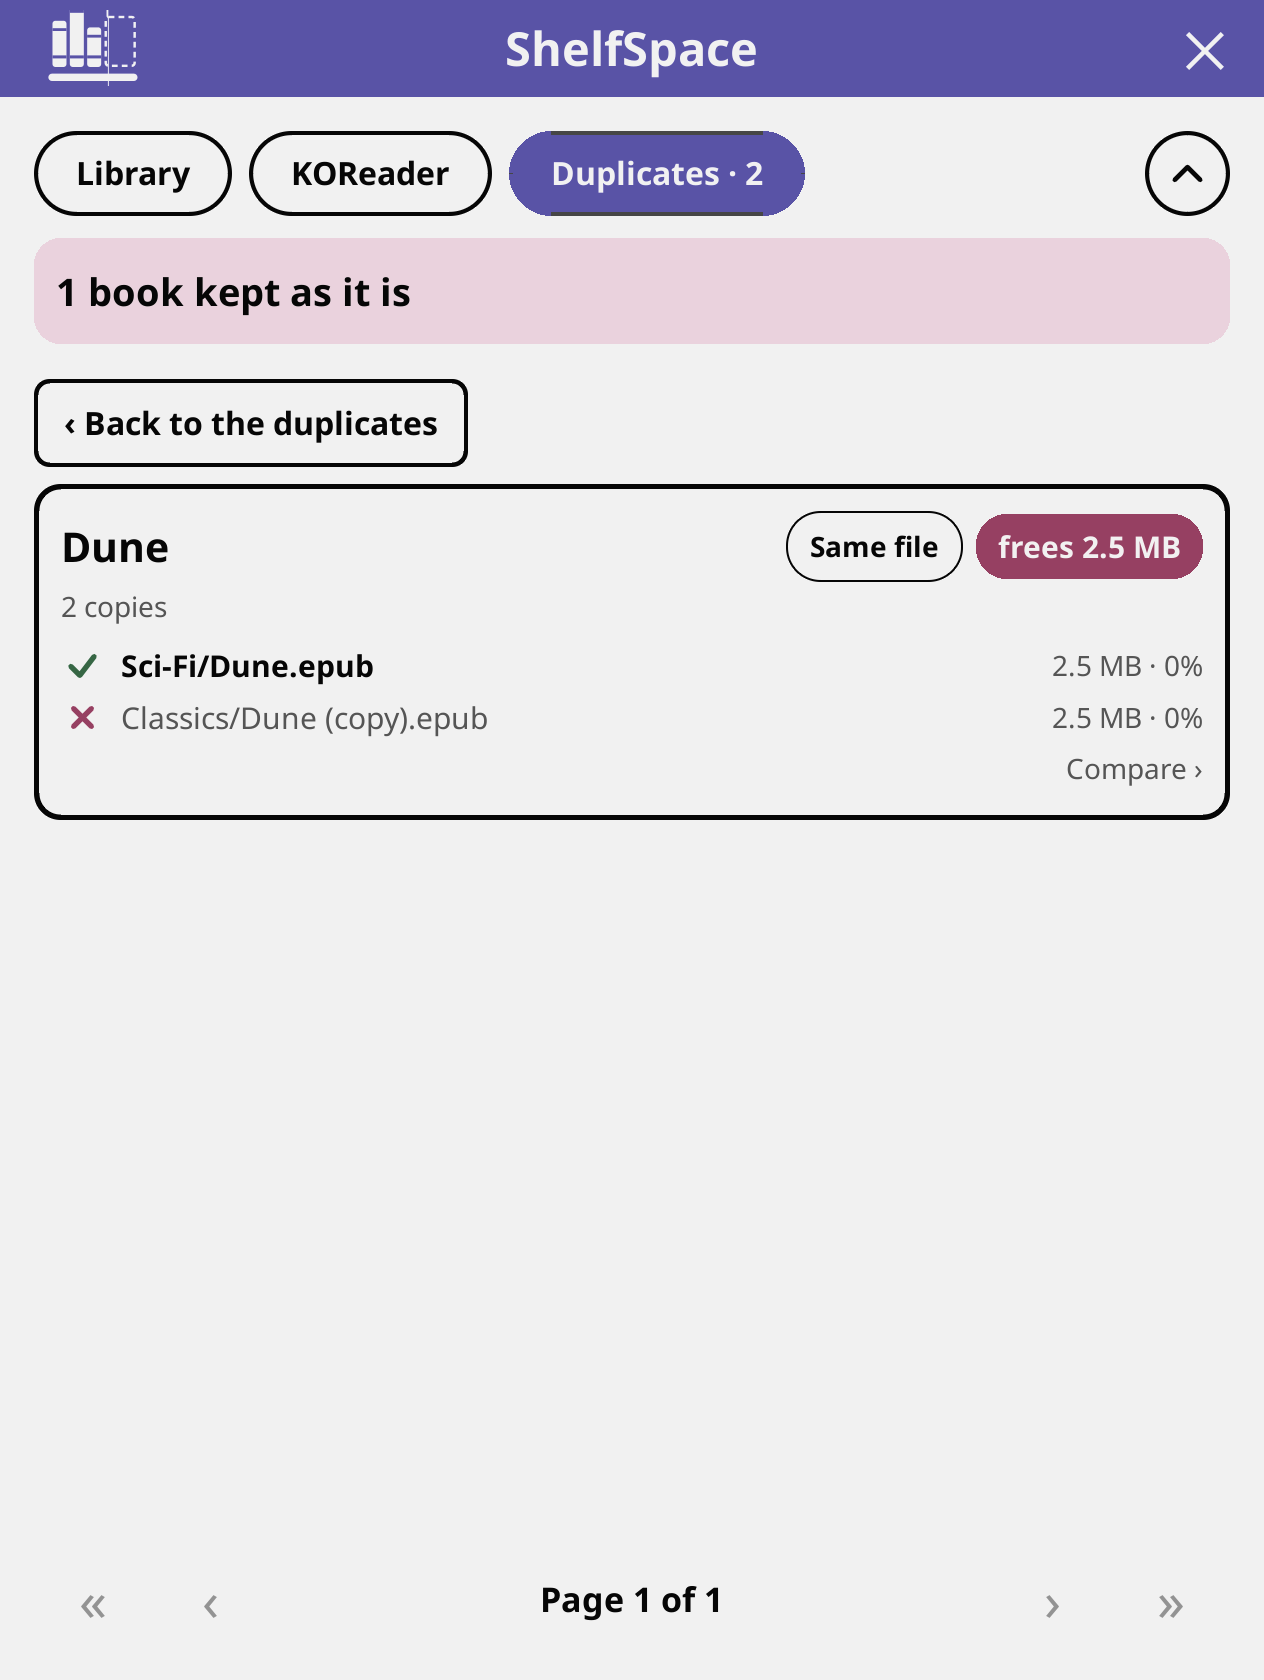 ShelfSpace
Library
KOReader
Duplicates · 2
1 book kept as it is
‹ Back to the duplicates
Dune
Same file
frees 2.5 MB
2 copies
Sci-Fi/Dune.epub
2.5 MB · 0%
Classics/Dune (copy).epub
2.5 MB · 0%
Compare ›
« ‹ Page 1 of 1 › »